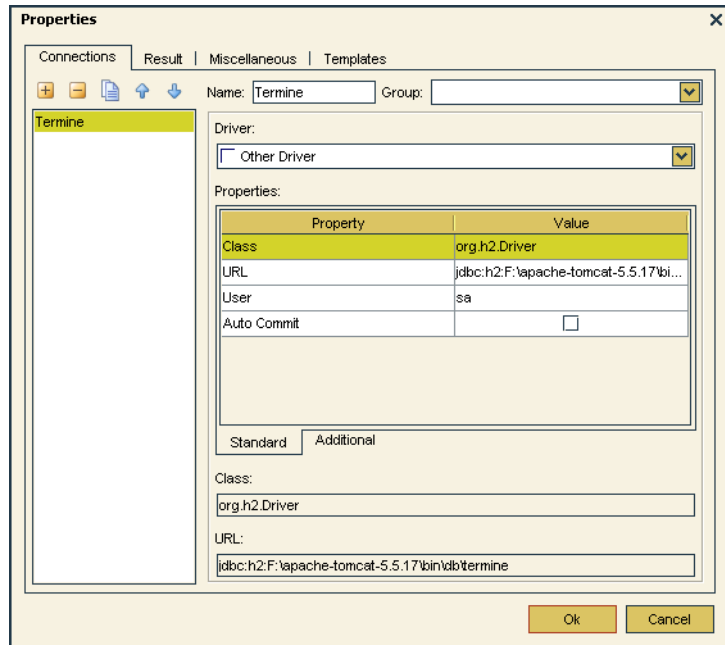 Properties
Connections Result Miscellaneous Templates
Name: Termine Group:
Termine
Driver:
Other Driver
Properties:
Property Value
Class org.h2.Driver
URL jdbc:h2:F:\apache-tomcat-5.5.17\bi...
User sa
Auto Commit
Standard Additional
Class:
org.h2.Driver
URL:
jdbc:h2:F:\apache-tomcat-5.5.17\bin\db\termine
Ok Cancel